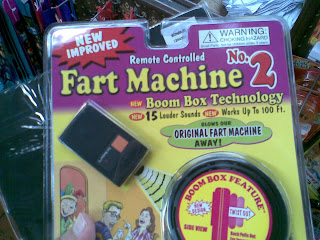 NEW
IMPROVED
WARNING:
CHOKING HAZARD
Remote Controlled
Fart Machine No. 2
NEW Boom Box Technology
NEW 15 Louder Sounds NEW Works Up To 100 Ft.
BLOWS OUR
ORIGINAL FART MACHINE
AWAY!
BOOM BOX FEATURE
NEW
DESIGN
TWIST OUT
SIDE VIEW